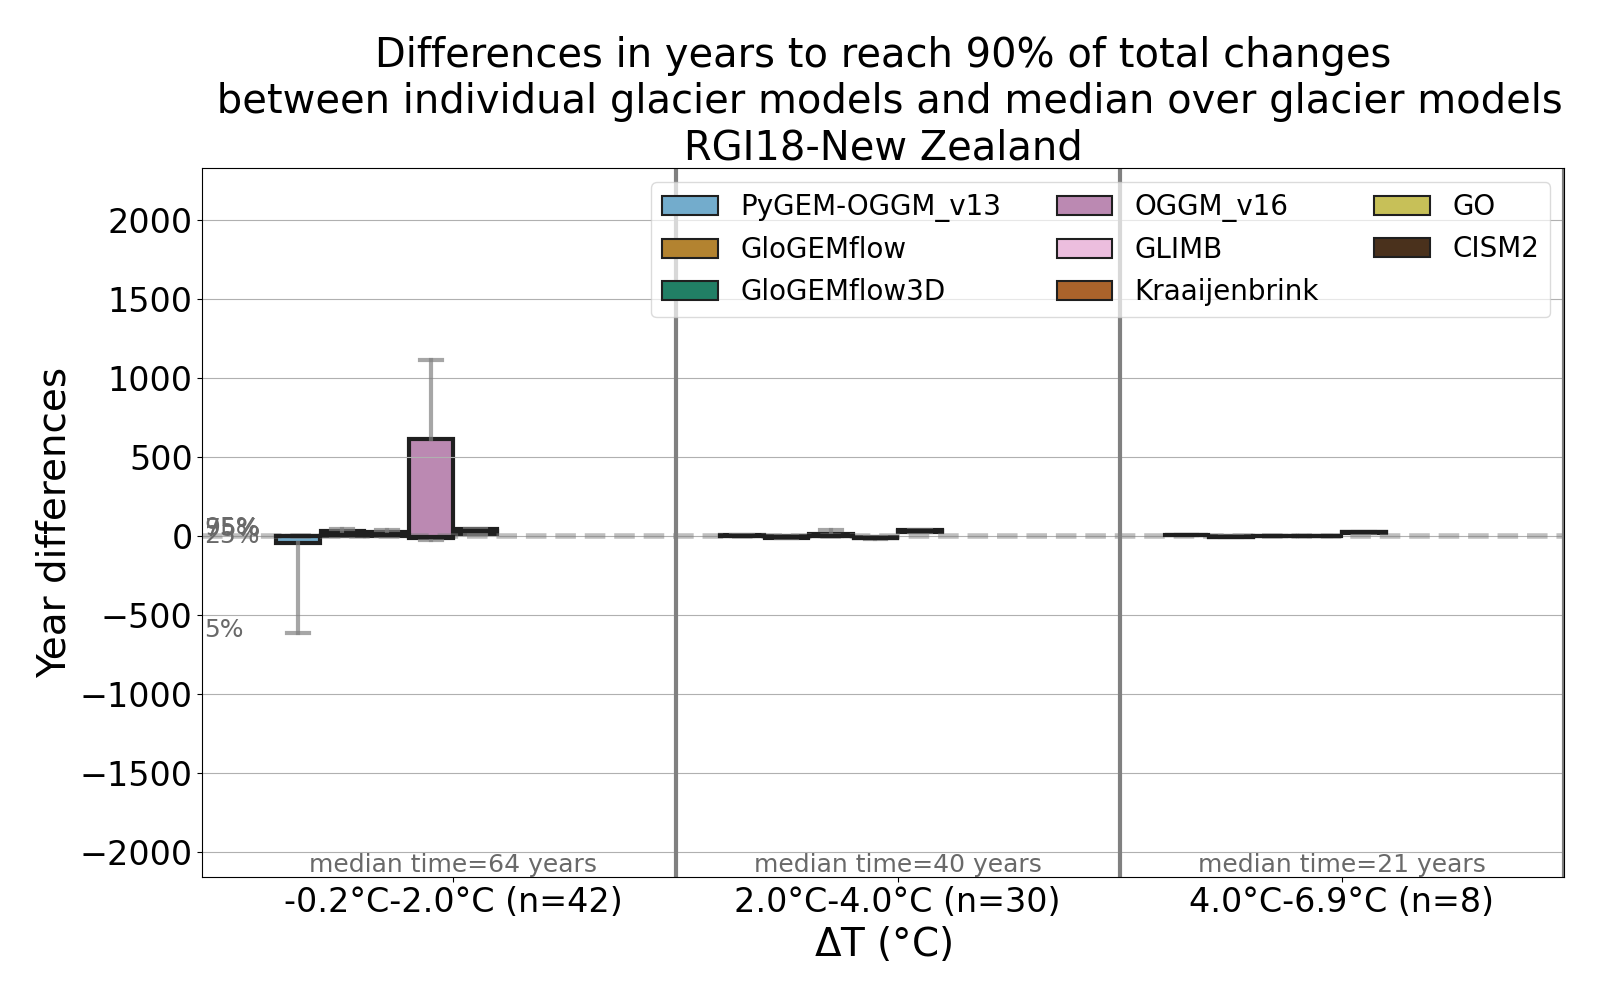 Differences in years to reach 90% of total changes
between individual glacier models and median over glacier models
RGI18-New Zealand
PyGEM-OGGM_v13
GloGEMflow
GloGEMflow3D
OGGM_v16
GLIMB
Kraaijenbrink
GO
CISM2
Year differences
2000
1500
1000
500
0
−500
−1000
−1500
−2000
25%
5%
median time=64 years
median time=40 years
median time=21 years
-0.2°C-2.0°C (n=42)
2.0°C-4.0°C (n=30)
4.0°C-6.9°C (n=8)
ΔT (°C)